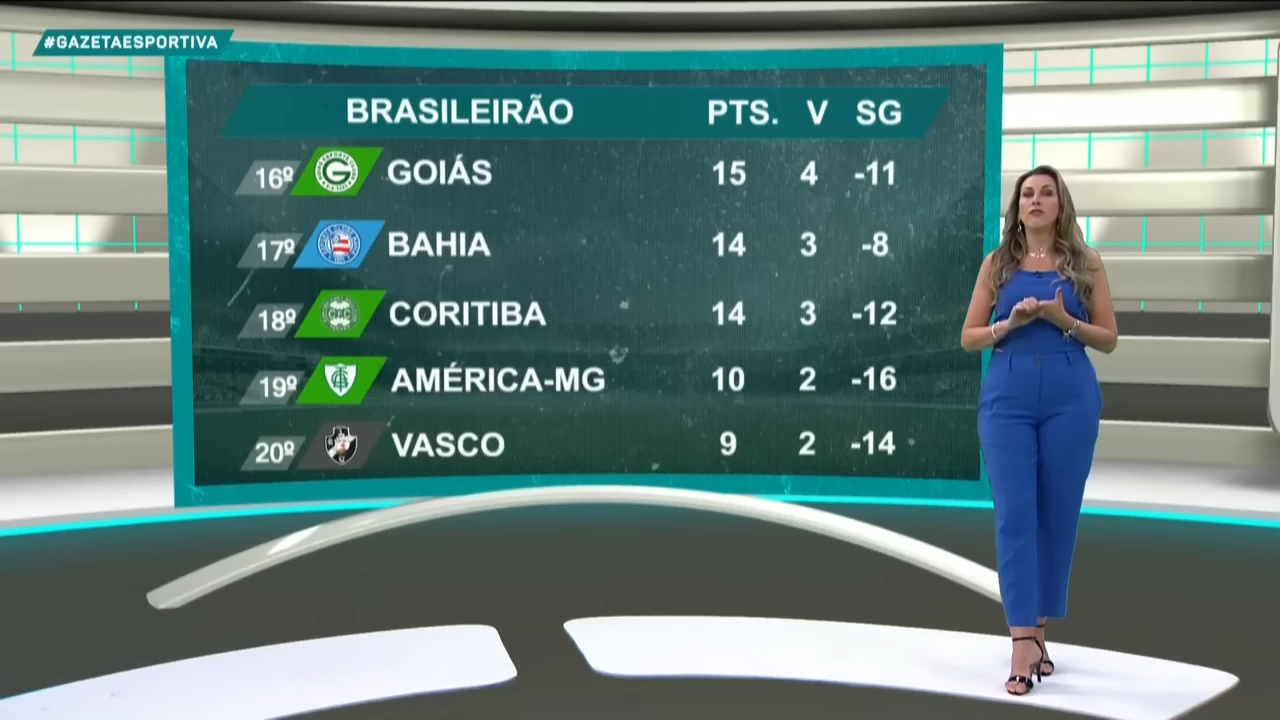 #GAZETAESPORTIVA
BRASILEIRÃO PTS. V SG
16º GOIÁS 15 4 -11
17º BAHIA 14 3 -8
18º CORITIBA 14 3 -12
19º AMÉRICA-MG 10 2 -16
20º VASCO 9 2 -14